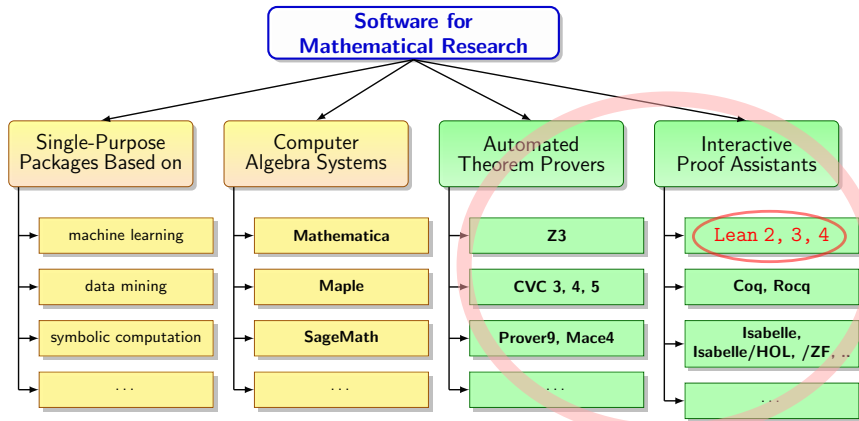 Software for
Mathematical Research
Single-Purpose
Packages Based on
machine learning
data mining
symbolic computation
...
Computer
Algebra Systems
Mathematica
Maple
SageMath
...
Automated
Theorem Provers
Z3
CVC 3, 4, 5
Prover9, Mace4
...
Interactive
Proof Assistants
Lean 2, 3, 4
Coq, Rocq
Isabelle,
Isabelle/HOL, /ZF, ..
...